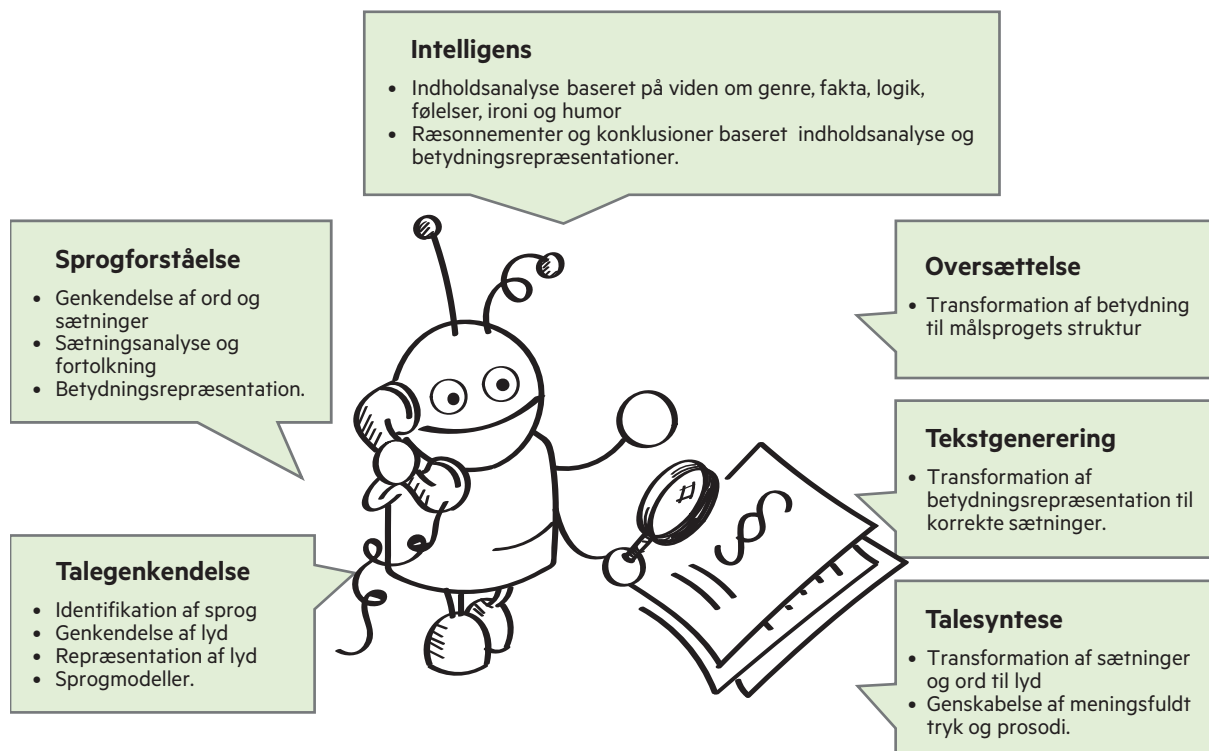 Intelligens
• Indholdsanalyse baseret på viden om genre, fakta, logik,
følelser, ironi og humor
• Ræsonnementer og konklusioner baseret indholdsanalyse og
betydningsrepræsentationer.
Sprogforståelse
• Genkendelse af ord og
sætninger
• Sætningsanalyse og
fortolkning
• Betydningsrepræsentation.
Talegenkendelse
• Identifikation af sprog
• Genkendelse af lyd
• Repræsentation af lyd
• Sprogmodeller.
Oversættelse
• Transformation af betydning
til målsprogets struktur
Tekstgenerering
• Transformation af
betydningsrepræsentation til
korrekte sætninger.
Talesyntese
• Transformation af sætninger
og ord til lyd
• Genskabelse af meningsfuldt
tryk og prosodi.